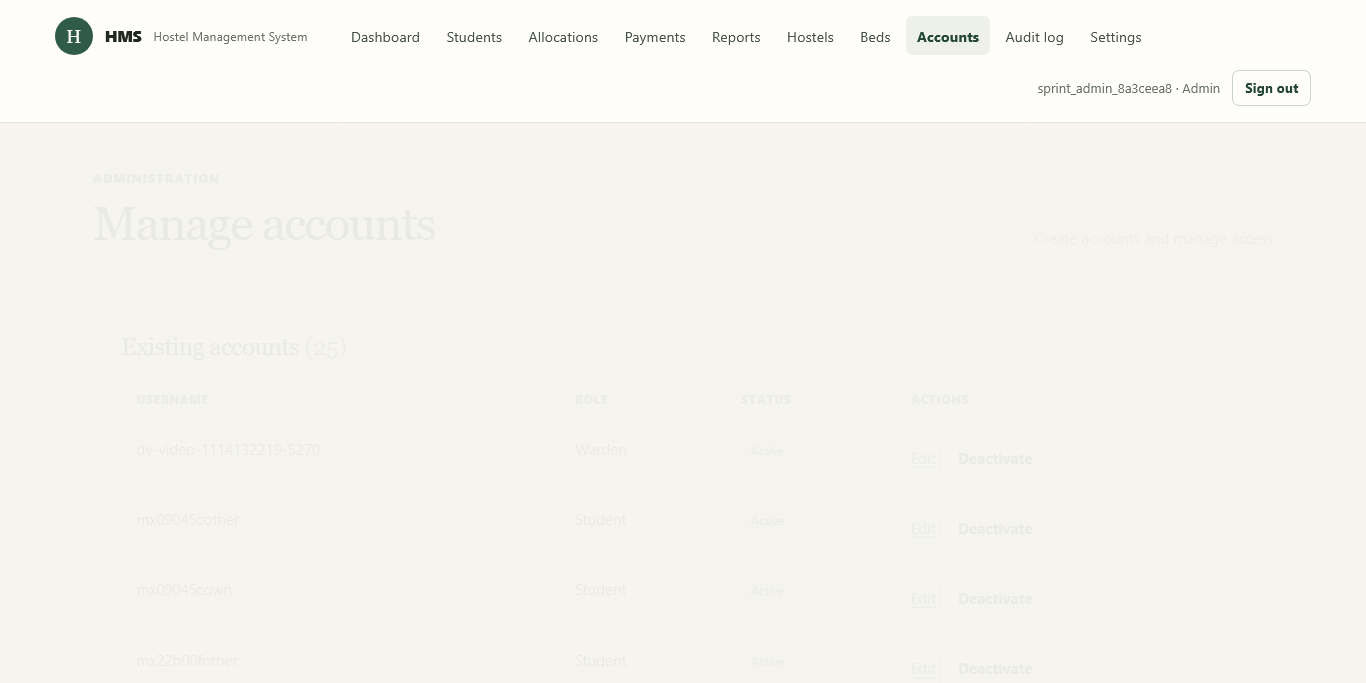 H HMS Hostel Management System Dashboard Students Allocations Payments Reports Hostels Beds Accounts Audit log Settings
sprint_admin_8a3ceea8 · Admin Sign out
ADMINISTRATION
Manage accounts
Create accounts and manage access
Existing accounts (25)
USERNAME ROLE STATUS ACTIONS
dv-video-1114132219-5270 Warden Active Edit Deactivate
mx09045cother Student Active Edit Deactivate
mx09045cown Student Active Edit Deactivate
mx22b00fother Student Active Edit Deactivate